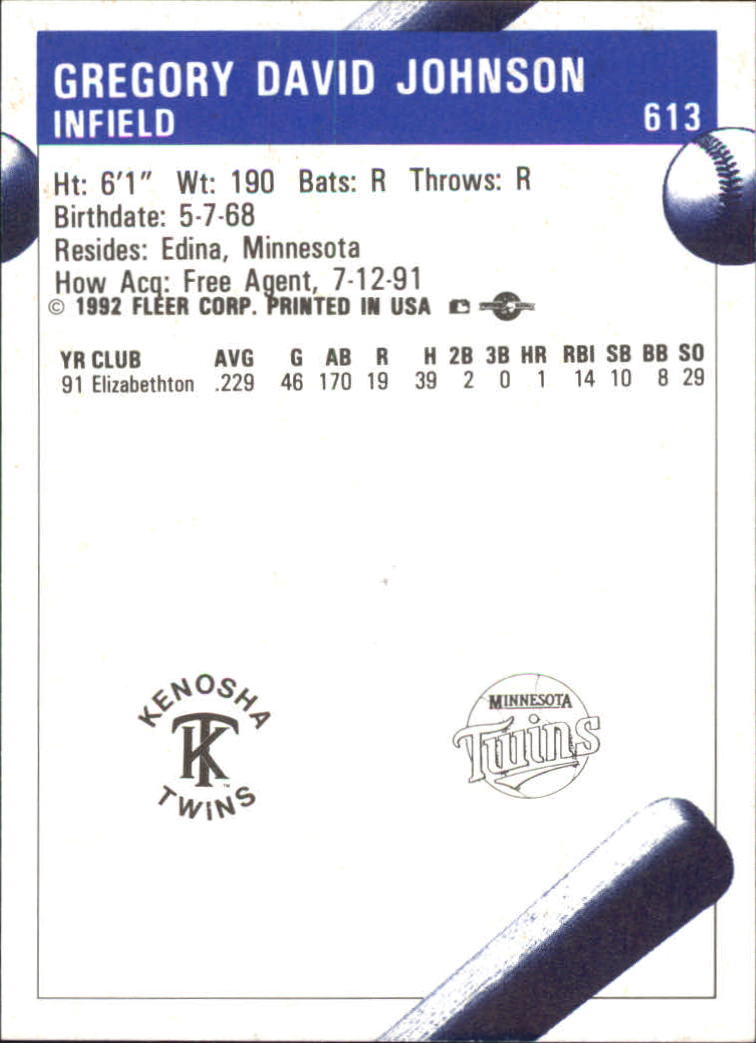 GREGORY DAVID JOHNSON
INFIELD 613
Ht: 6'1" Wt: 190 Bats: R Throws: R
Birthdate: 5-7-68
Resides: Edina, Minnesota
How Acq: Free Agent, 7-12-91
© 1992 FLEER CORP. PRINTED IN USA
YR CLUB AVG G AB R H 2B 3B HR RBI SB BB SO
91 Elizabethton .229 46 170 19 39 2 0 1 14 10 8 29
KENOSHA
TK
TWINS
MINNESOTA
Twins